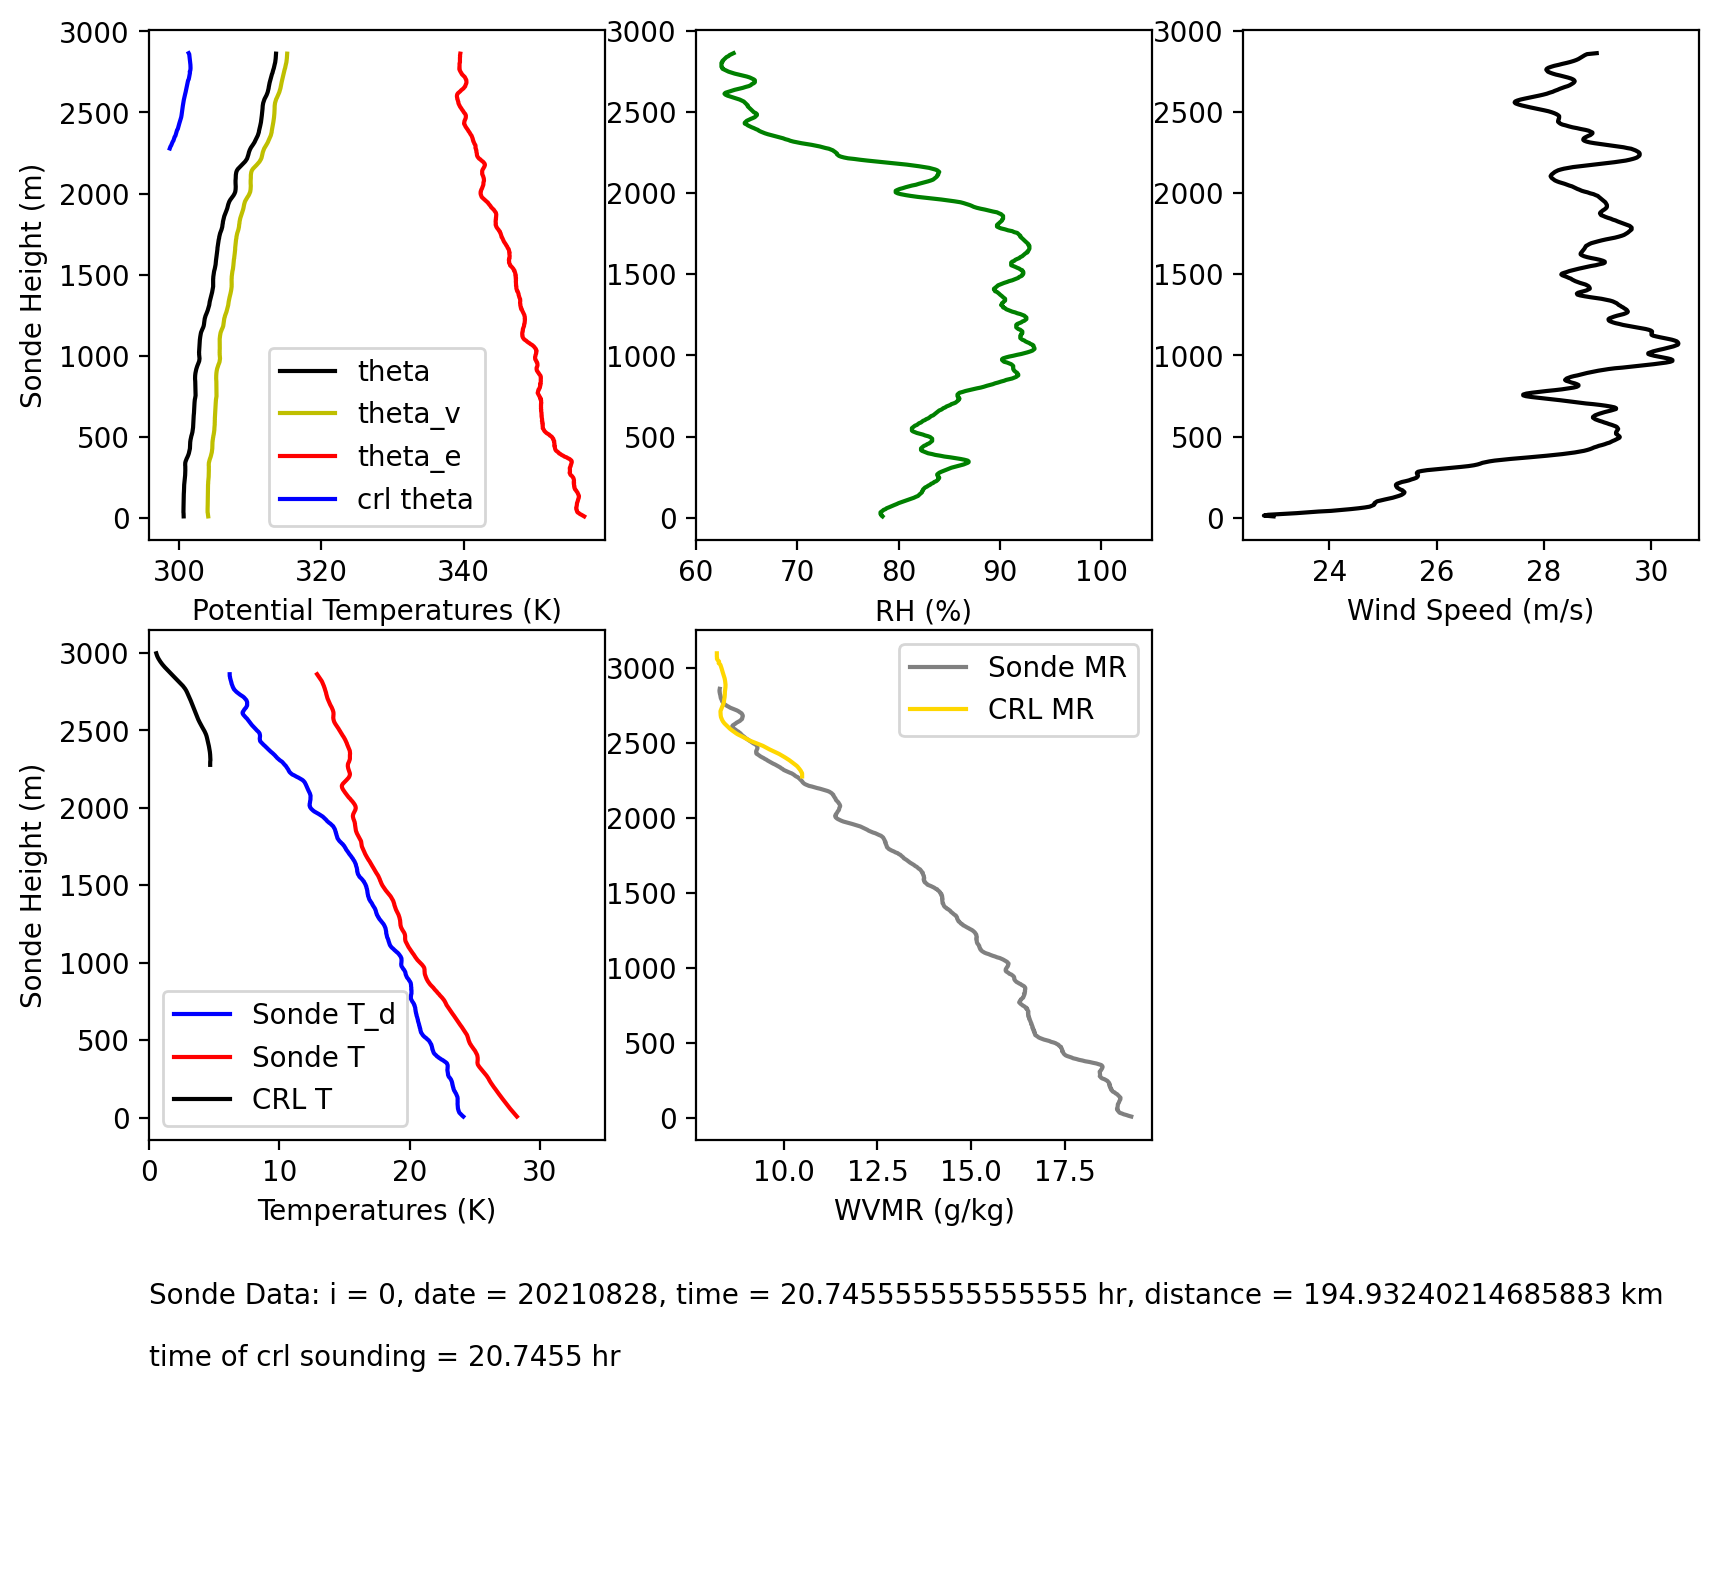 3000
2500
2000
1500
1000
500
0
Sonde Height (m)
theta
theta_v
theta_e
crl theta
300 320 340
Potential Temperatures (K)
3000
2500
2000
1500
1000
500
0
60 70 80 90 100
RH (%)
3000
2500
2000
1500
1000
500
0
24 26 28 30
Wind Speed (m/s)
3000
2500
2000
1500
1000
500
0
Sonde Height (m)
Sonde T_d
Sonde T
CRL T
0 10 20 30
Temperatures (K)
3000
2500
2000
1500
1000
500
0
Sonde MR
CRL MR
10.0 12.5 15.0 17.5
WVMR (g/kg)
Sonde Data: i = 0, date = 20210828, time = 20.745555555555555 hr, distance = 194.93240214685883 km
time of crl sounding = 20.7455 hr